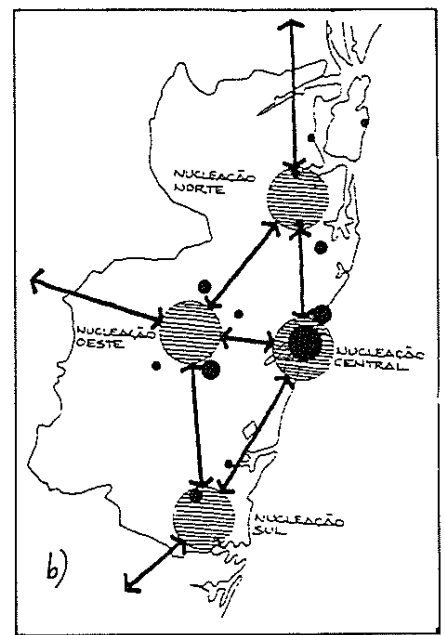 NUCLEAÇÃO
NORTE
NUCLEAÇÃO
OESTE
NUCLEAÇÃO
CENTRAL
NUCLEAÇÃO
SUL
b)